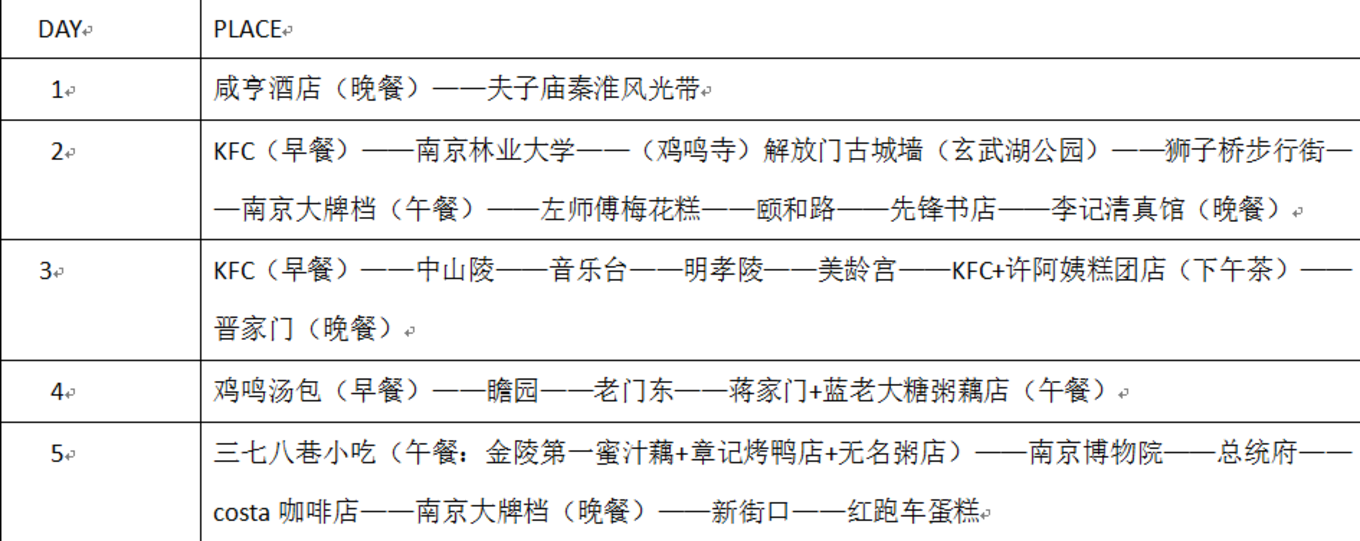 DAY PLACE
1 咸亨酒店（晚餐）——夫子庙秦淮风光带
2 KFC（早餐）——南京林业大学——（鸡鸣寺）解放门古城墙（玄武湖公园）——狮子桥步行街—
—南京大牌档（午餐）——左师傅梅花糕——颐和路——先锋书店——李记清真馆（晚餐）
3 KFC（早餐）——中山陵——音乐台——明孝陵——美龄宫——KFC+许阿姨糕团店（下午茶）——
晋家门（晚餐）
4 鸡鸣汤包（早餐）——瞻园——老门东——蒋家门+蓝老大糖粥藕店（午餐）
5 三七八巷小吃（午餐：金陵第一蜜汁藕+章记烤鸭店+无名粥店）——南京博物院——总统府——
costa 咖啡店——南京大牌档（晚餐）——新街口——红跑车蛋糕